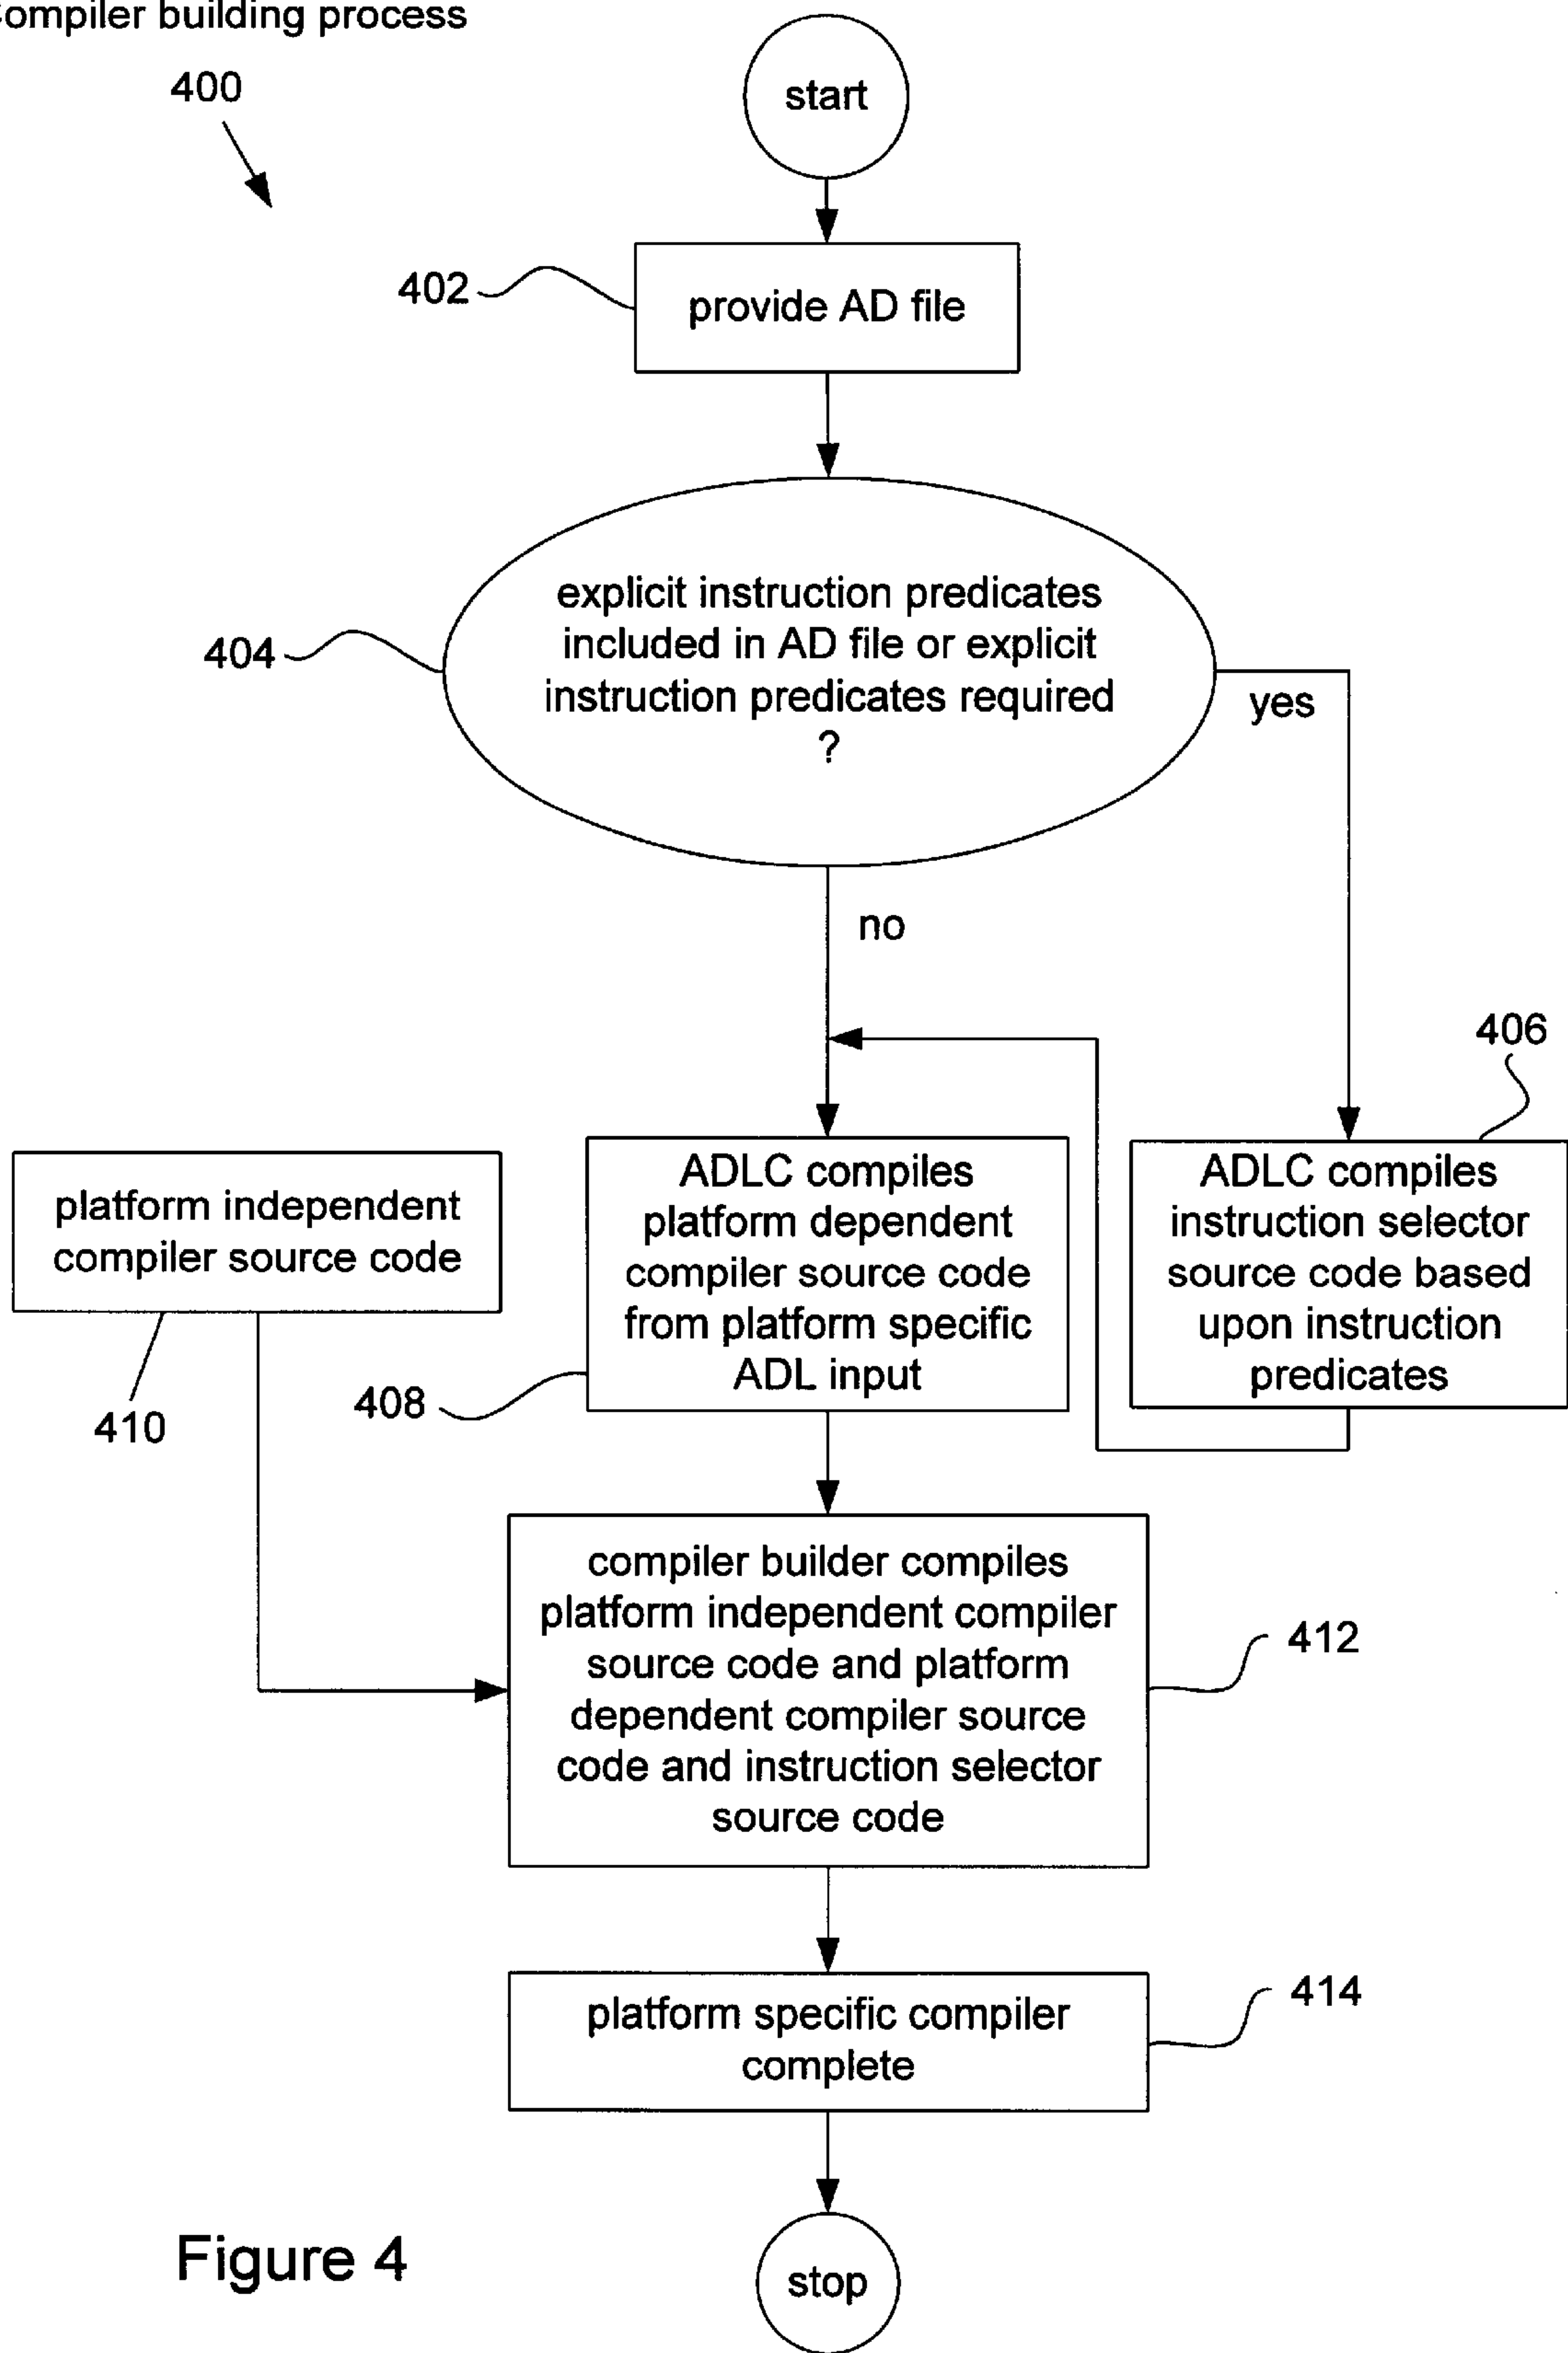 ompiler building process
400
start
402
provide AD file
404
explicit instruction predicates
included in AD file or explicit
instruction predicates required
?
yes
no
406
platform independent
compiler source code
410
ADLC compiles
platform dependent
compiler source code
from platform specific
ADL input
408
ADLC compiles
instruction selector
source code based
upon instruction
predicates
compiler builder compiles
platform independent compiler
source code and platform
dependent compiler source
code and instruction selector
source code
412
platform specific compiler
complete
414
Figure 4
stop